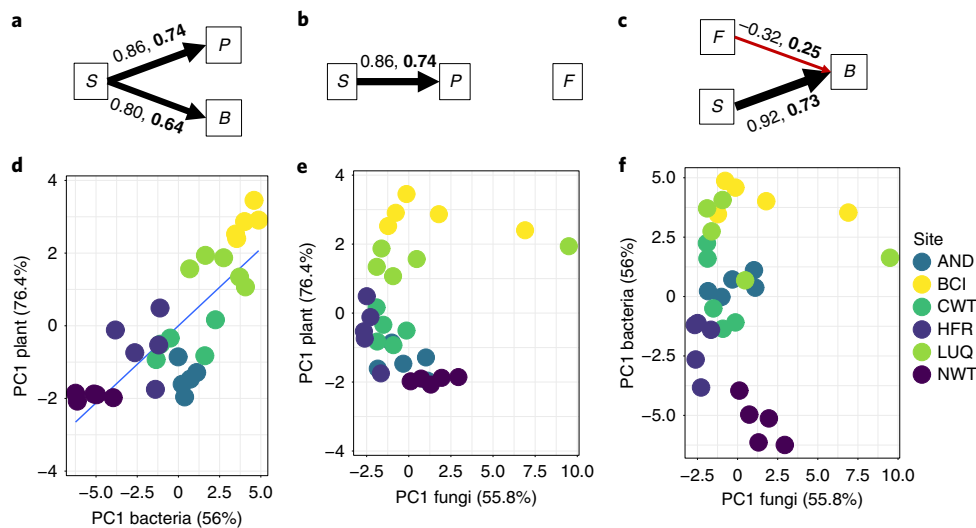 a
b
c
S
P
B
0.86, 0.74
0.80, 0.64
S
P
F
0.86, 0.74
F
S
B
−0.32, 0.25
0.92, 0.73
d
e
f
4
2
0
−2
−4
PC1 plant (76.4%)
−5.0 −2.5 0 2.5 5.0
PC1 bacteria (56%)
4
2
0
−2
−4
PC1 plant (76.4%)
−2.5 0 2.5 5.0 7.5 10.0
PC1 fungi (55.8%)
5.0
2.5
0
−2.5
−5.0
PC1 bacteria (56%)
−2.5 0 2.5 5.0 7.5 10.0
PC1 fungi (55.8%)
Site
AND
BCI
CWT
HFR
LUQ
NWT